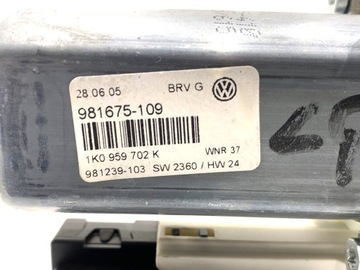 28.06.05 BRV G
981675-109
1K0 959 702 K WNR 37
981239-103 SW 2360 / HW 24